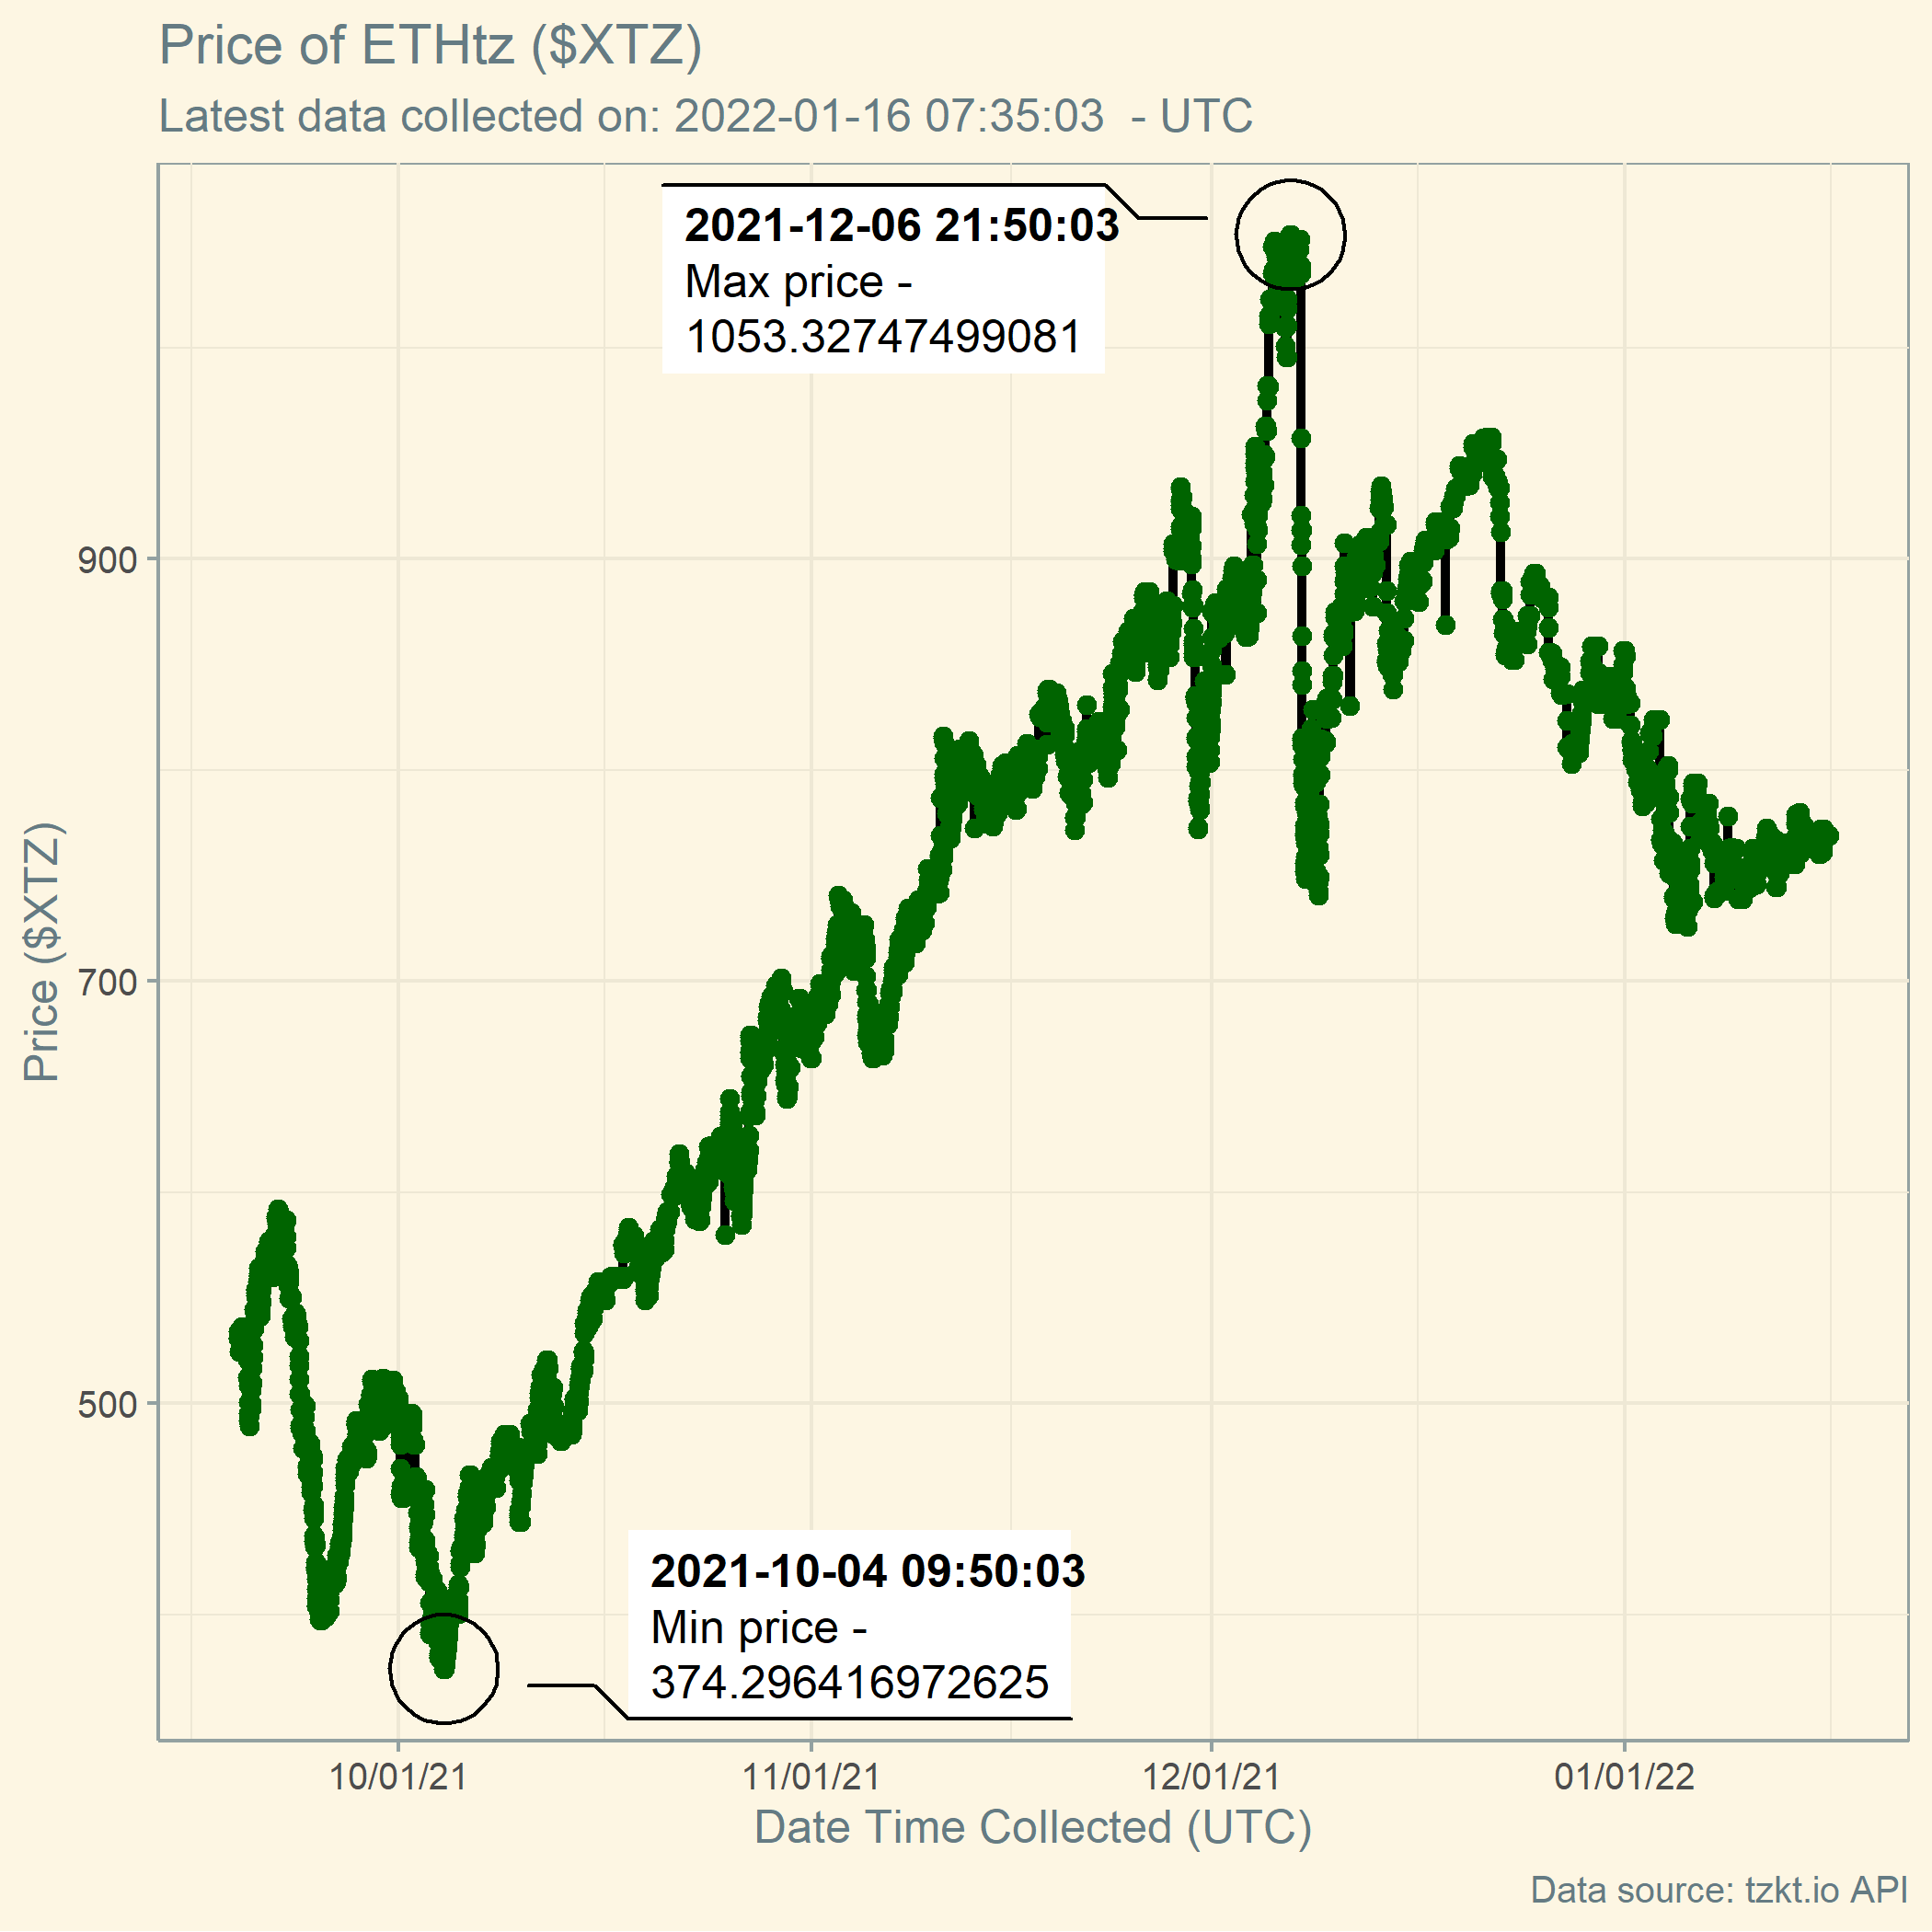 Price of ETHtz ($XTZ)
Latest data collected on: 2022-01-16 07:35:03  - UTC
2021-12-06 21:50:03
Max price -
1053.32747499081
900
700
500
Price ($XTZ)
2021-10-04 09:50:03
Min price -
374.296416972625
10/01/21
11/01/21
12/01/21
01/01/22
Date Time Collected (UTC)
Data source: tzkt.io API